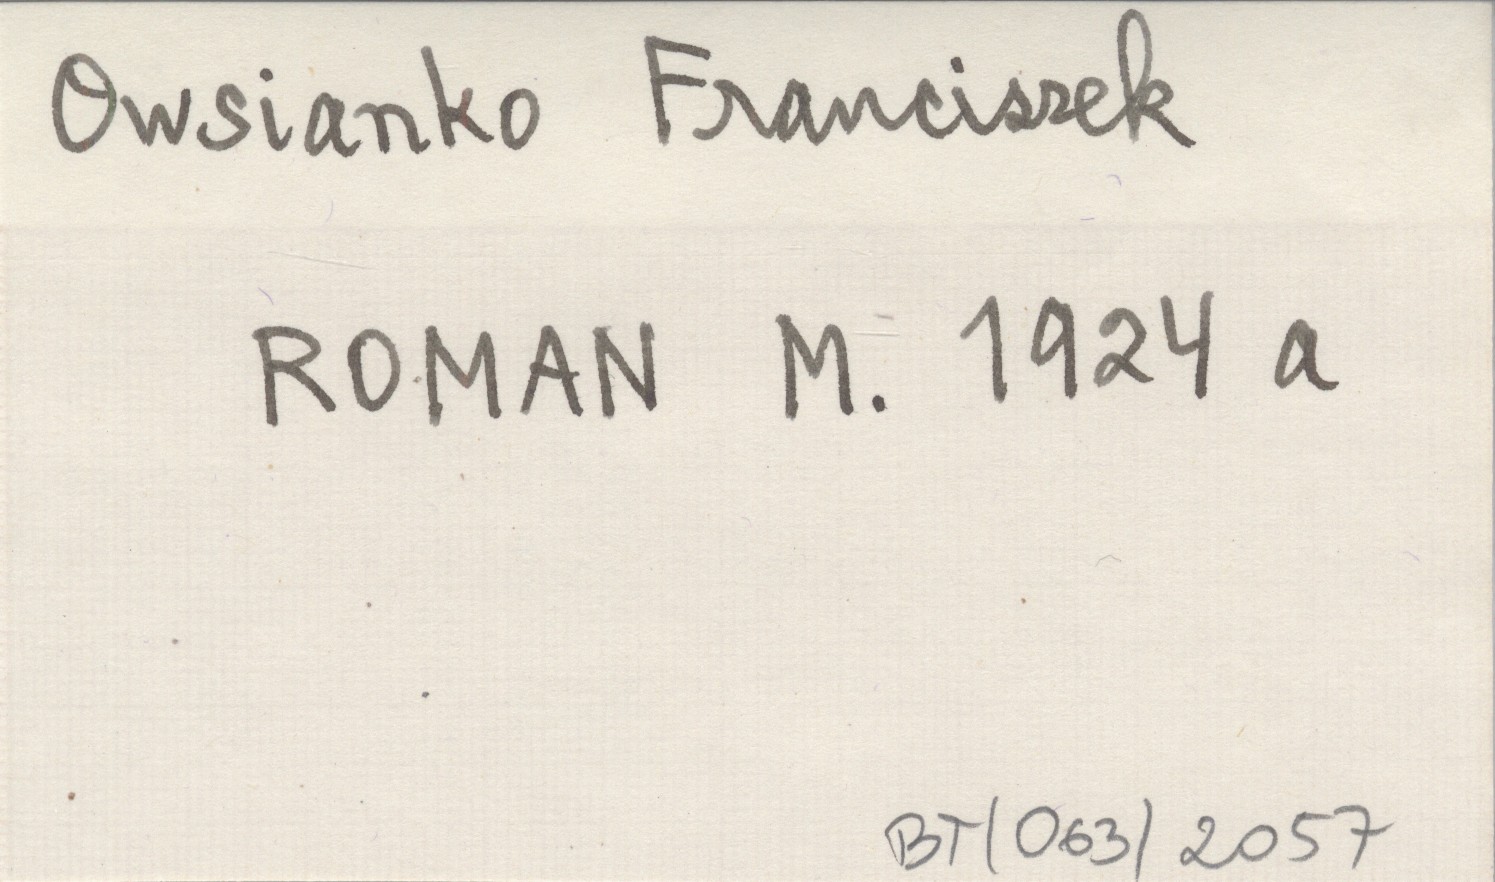 Owsianko Franciszek
ROMAN M. 1924 a
BT/063/2057